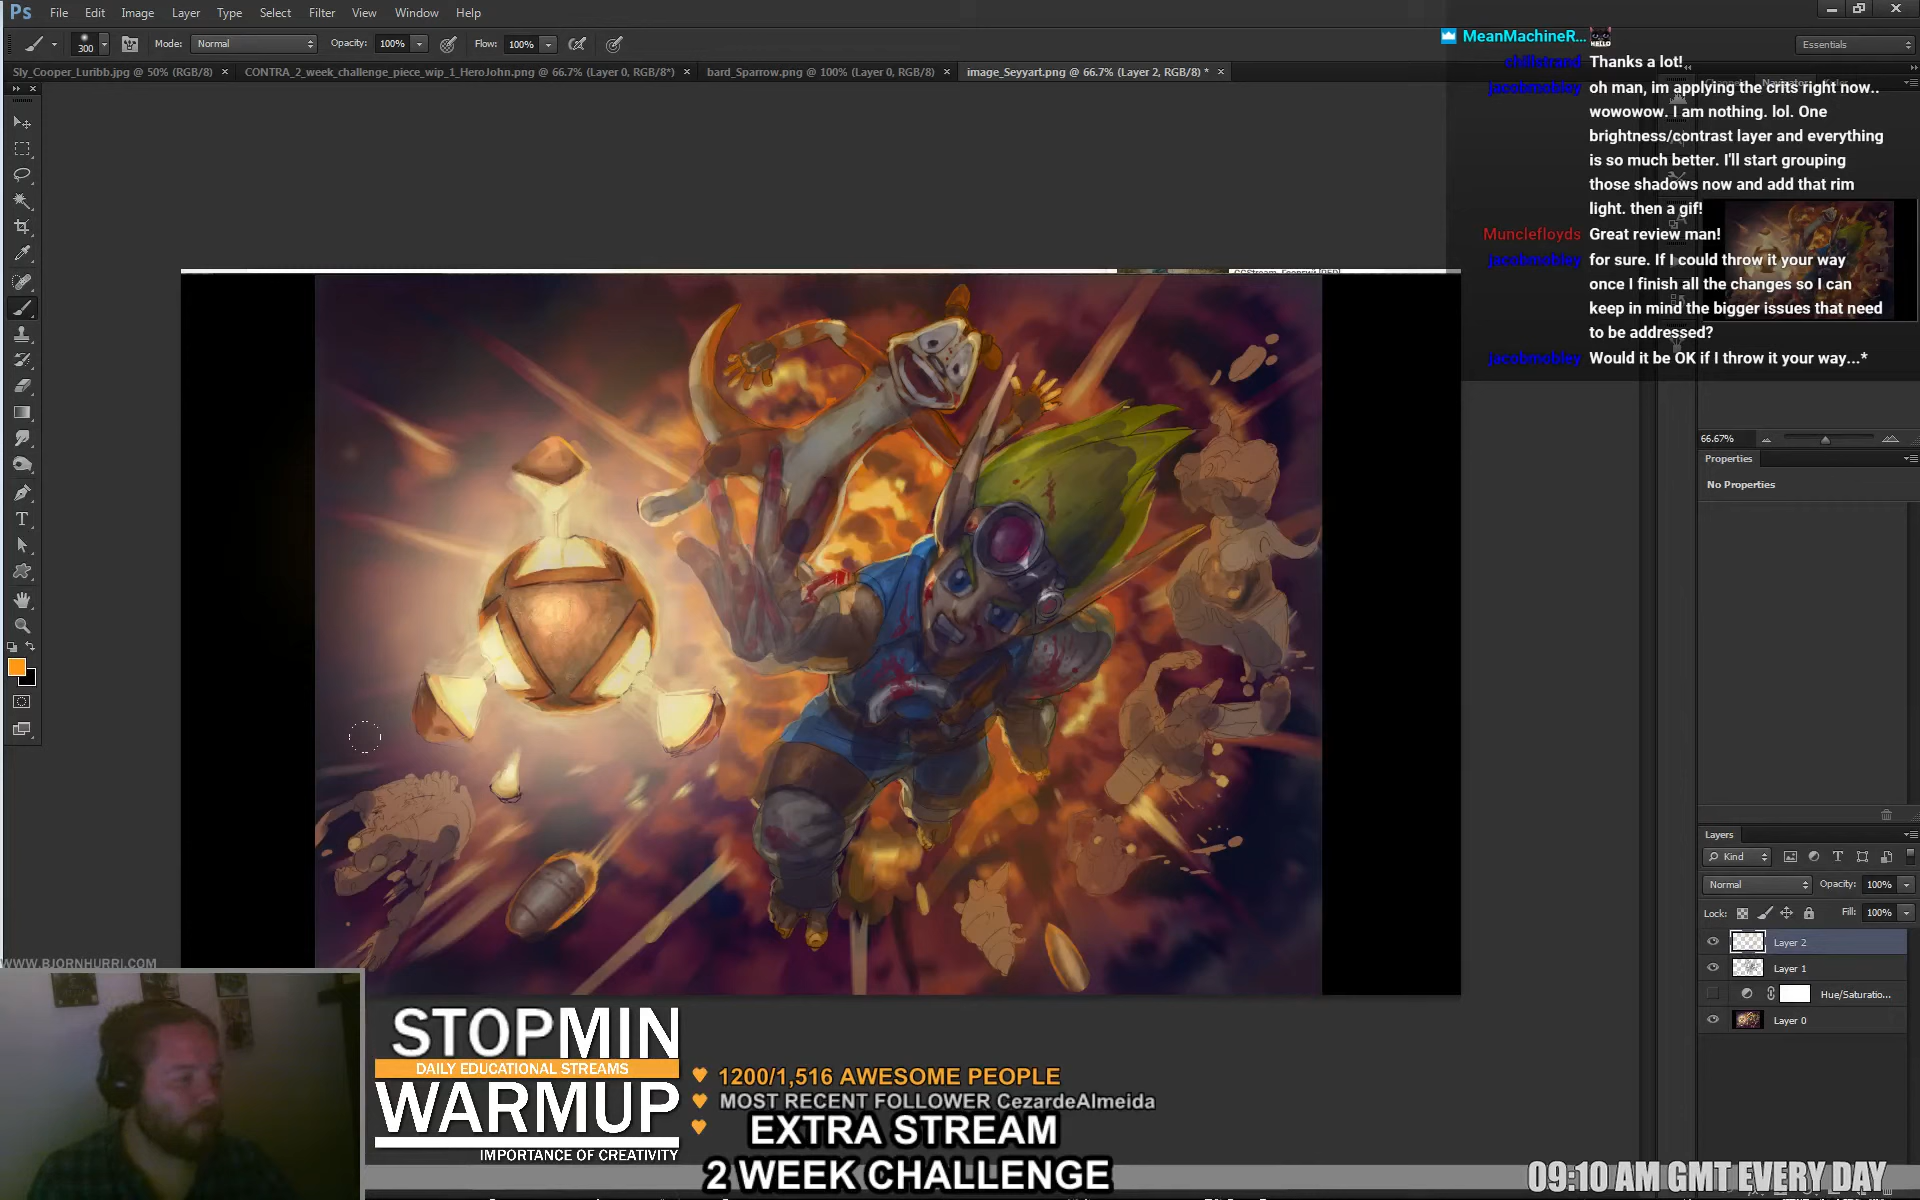 Ps File Edit Image Layer Type Select Filter View Window Help
300 Mode: Normal Opacity: 100% Flow: 100% Essentials
Sly_Cooper_Luribb.jpg @ 50% (RGB/8) × CONTRA_2_week_challenge_piece_wip_1_HeroJohn.png @ 66.7% (Layer 0, RGB/8*) × bard_Sparrow.png @ 100% (Layer 0, RGB/8) × image_Seyyart.png @ 66.7% (Layer 2, RGB/8) * ×
MeanMachineR... HELLO
chillstrand Thanks a lot!
jacobmobley oh man, im applying the crits right now..
wowowow. I am nothing. lol. One
brightness/contrast layer and everything
is so much better. I'll start grouping
those shadows now and add that rim
light. then a gif!
Munclefloyds Great review man!
jacobmobley for sure. If I could throw it your way
once I finish all the changes so I can
keep in mind the bigger issues that need
to be addressed?
jacobmobley Would it be OK if I throw it your way...*
66.67%
Properties
No Properties
Layers
Kind
Normal Opacity: 100%
Lock: Fill: 100%
Layer 2
Layer 1
Hue/Saturatio...
Layer 0
WWW.BJORNHURRI.COM
STOPMIN
DAILY EDUCATIONAL STREAMS
WARMUP
IMPORTANCE OF CREATIVITY
1200/1,516 AWESOME PEOPLE
MOST RECENT FOLLOWER CezardeAlmeida
EXTRA STREAM
2 WEEK CHALLENGE
09:10 AM GMT EVERY DAY